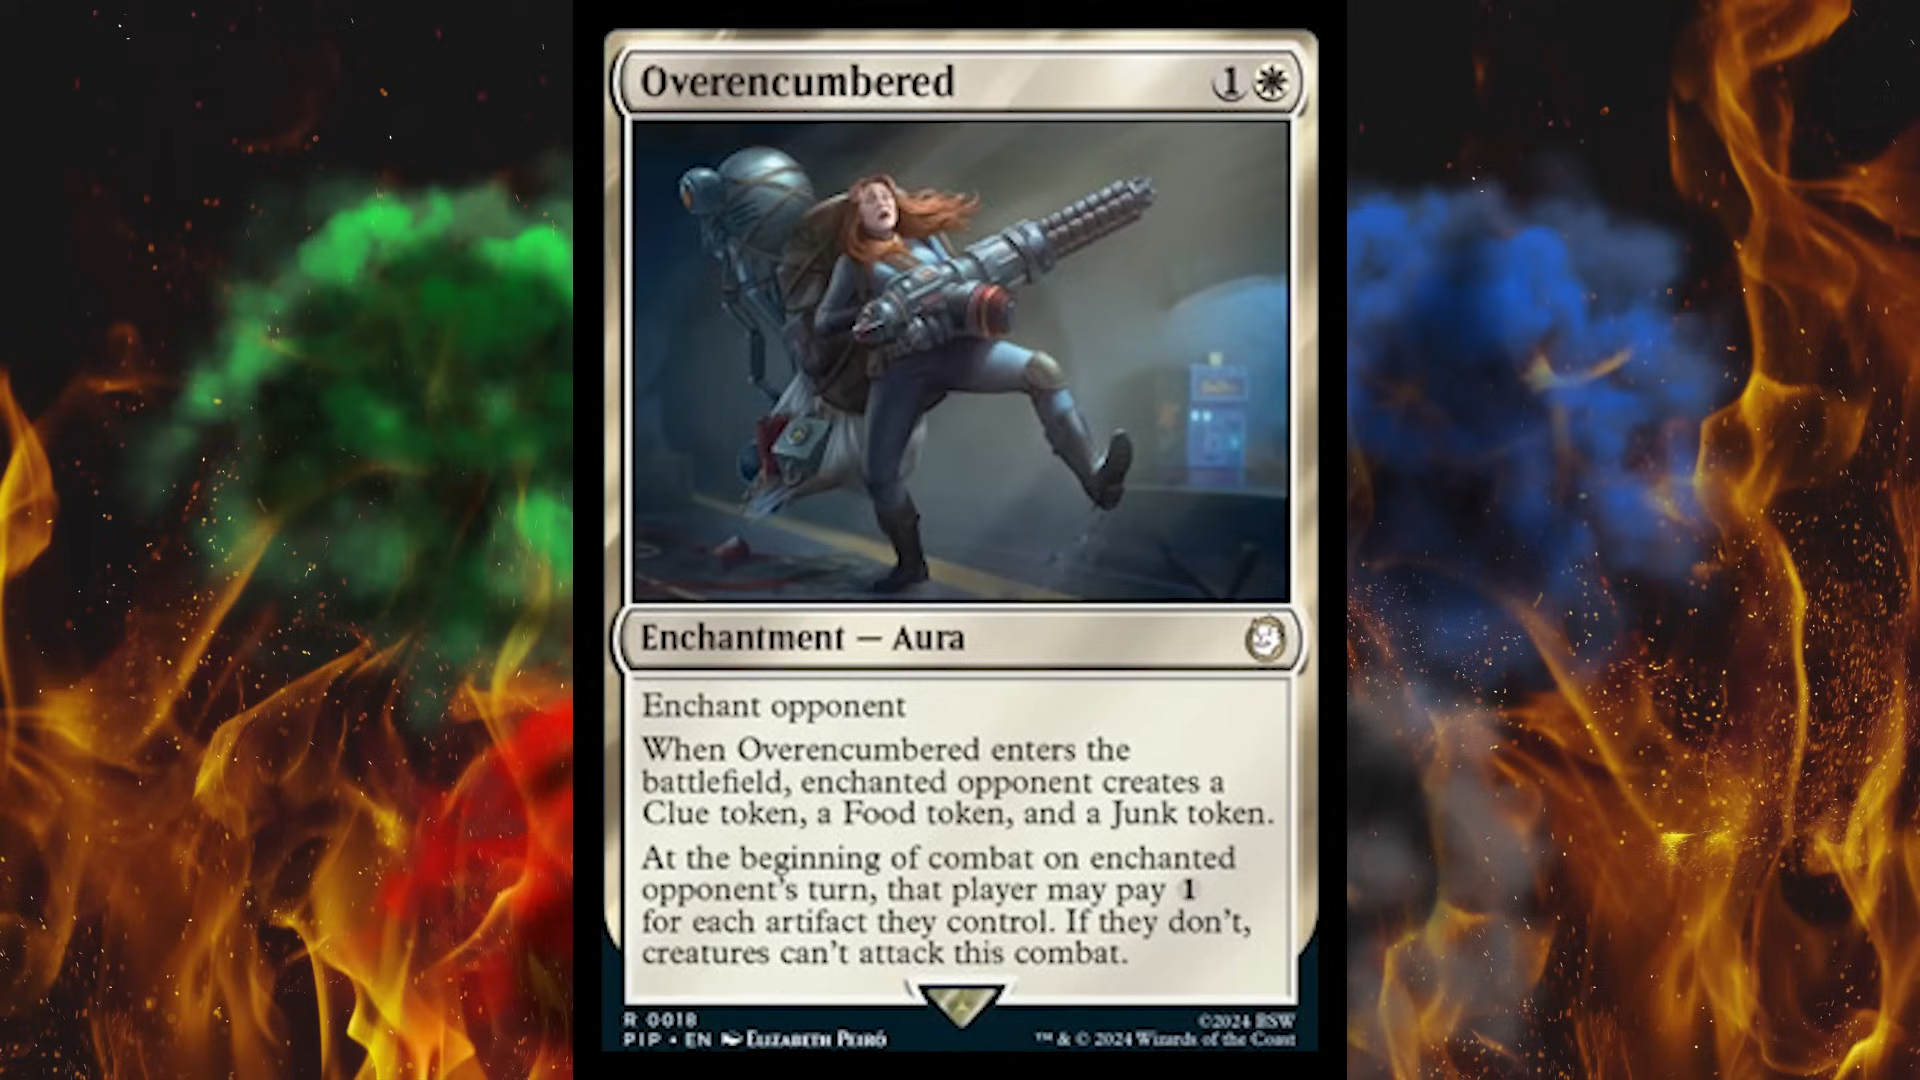 Overencumbered 1
Enchantment — Aura
Enchant opponent
When Overencumbered enters the
battlefield, enchanted opponent creates a
Clue token, a Food token, and a Junk token.
At the beginning of combat on enchanted
opponent's turn, that player may pay 1
for each artifact they control. If they don't,
creatures can't attack this combat.
R 0018
©2024 BSW
PIP • EN Elizabeth Peiró
™ & © 2024 Wizards of the Coast